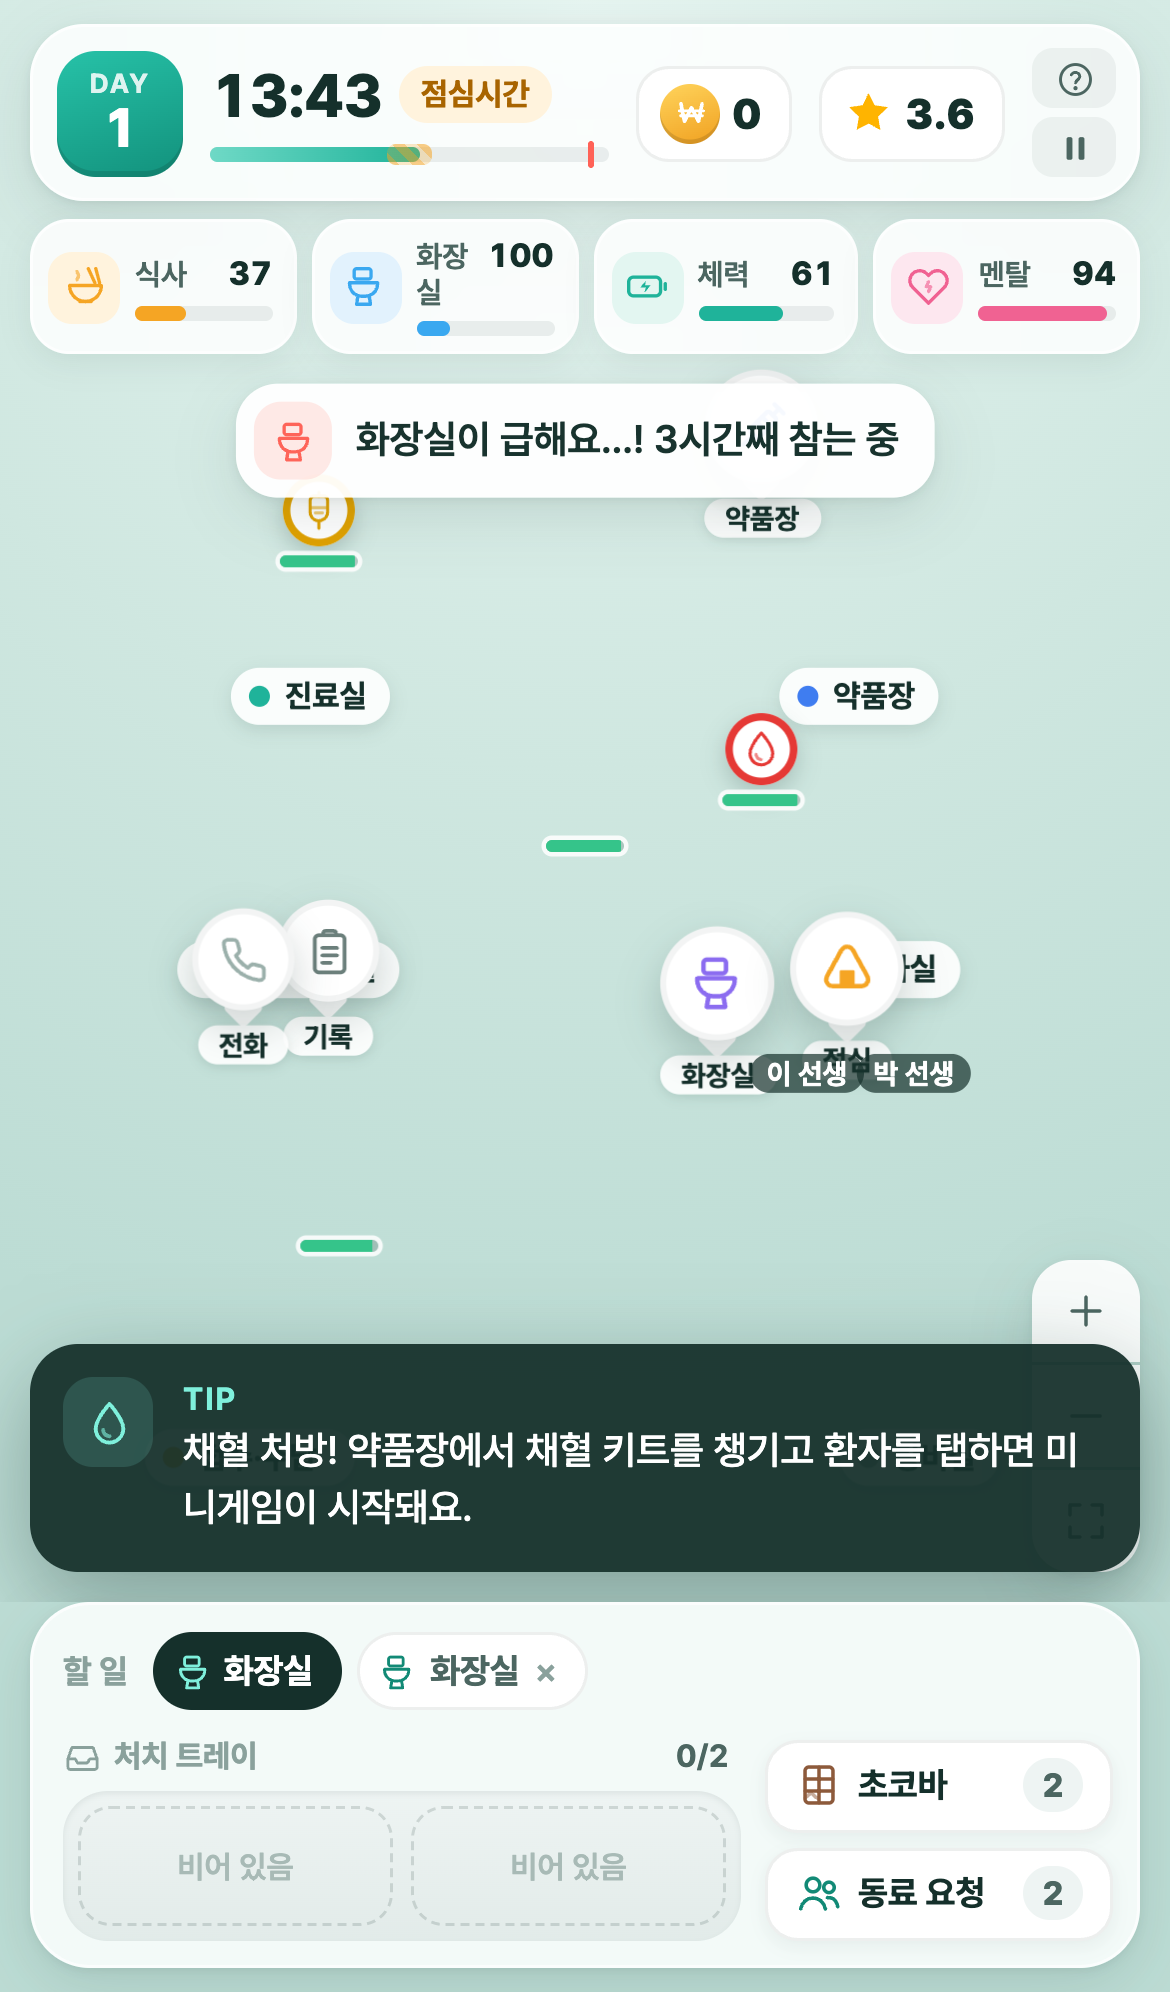 DAY
1
13:43
점심시간
0
3.6
식사
37
화장실
100
체력
61
멘탈
94
화장실이 급해요...! 3시간째 참는 중
약품장
진료실
약품장
전화
기록
화장실
점심
이 선생
박 선생
TIP
채혈 처방! 약품장에서 채혈 키트를 챙기고 환자를 탭하면 미
니게임이 시작돼요.
할 일
화장실
화장실 ×
처치 트레이
0/2
비어 있음
비어 있음
초코바
2
동료 요청
2